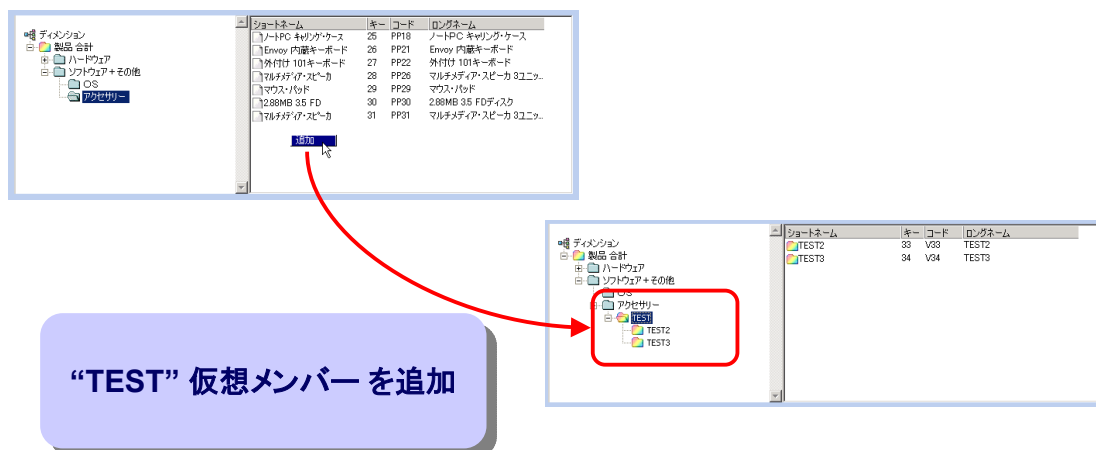 ディメンション
製品 合計
ハードウェア
ソフトウェア+その他
OS
アクセサリー
ショートネーム キー コード ロングネーム
ノートPC キャリング・ケース 25 PP18 ノートPC キャリング・ケース
Envoy 内蔵キーボード 26 PP21 Envoy 内蔵キーボード
外付け 101キーボード 27 PP22 外付け 101キーボード
マルチメディア・スピーカ 28 PP26 マルチメディア・スピーカ 3ユニッ...
マウス・パッド 29 PP29 マウス・パッド
2.88MB 3.5 FD 30 PP30 2.88MB 3.5 FDディスク
マルチメディア・スピーカ 31 PP31 マルチメディア・スピーカ 3ユニッ...
追加
ディメンション
製品 合計
ハードウェア
ソフトウェア+その他
OS
アクセサリー
TEST
TEST2
TEST3
ショートネーム キー コード ロングネーム
TEST2 33 V33 TEST2
TEST3 34 V34 TEST3
“TEST” 仮想メンバー を追加